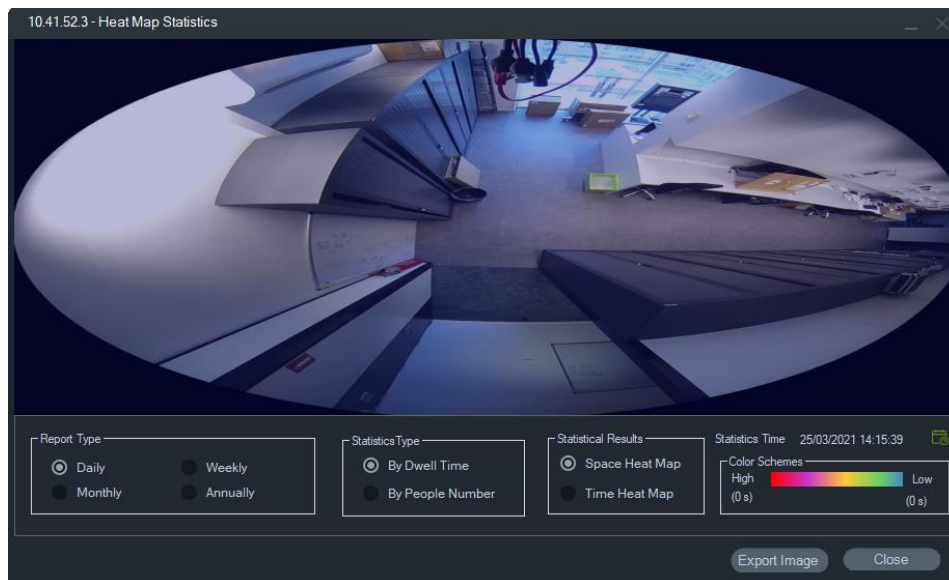 10.41.52.3 - Heat Map Statistics
Report Type
Daily
Weekly
Monthly
Annually
Statistics Type
By Dwell Time
By People Number
Statistical Results
Space Heat Map
Time Heat Map
Statistics Time 25/03/2021 14:15:39
Color Schemes
High
Low
(0 s)
(0 s)
Export Image
Close